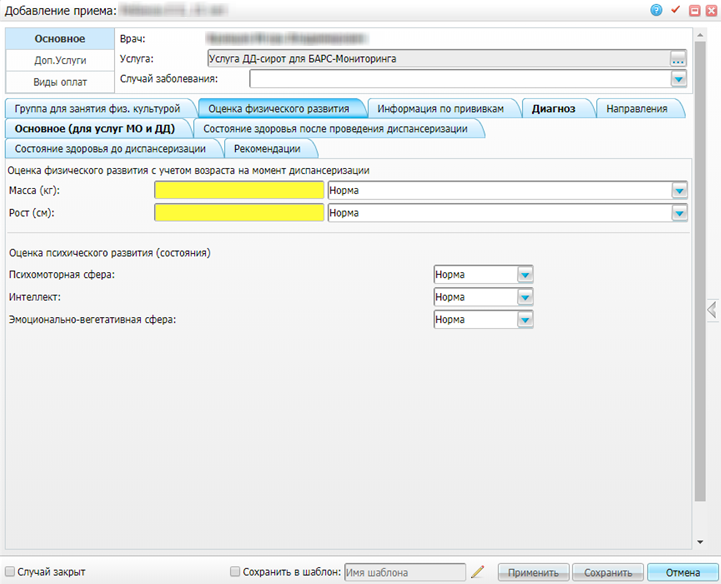 Добавление приема:
Основное
Доп.Услуги
Виды оплат
Врач:
Услуга: Услуга ДД-сирот для БАРС-Мониторинга ...
Случай заболевания:
Группа для занятия физ. культурой Оценка физического развития Информация по прививкам Диагноз Направления
Основное (для услуг МО и ДД) Состояние здоровья после проведения диспансеризации
Состояние здоровья до диспансеризации Рекомендации
Оценка физического развития с учетом возраста на момент диспансеризации
Масса (кг): Норма
Рост (см): Норма
Оценка психического развития (состояния)
Психомоторная сфера: Норма
Интеллект: Норма
Эмоционально-вегетативная сфера: Норма
Случай закрыт Сохранить в шаблон: Имя шаблона Применить Сохранить Отмена